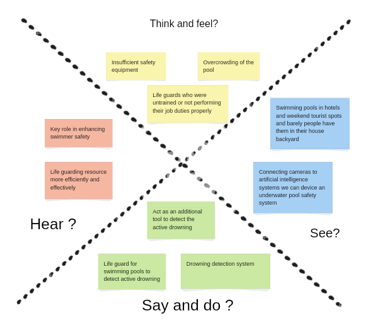 Think and feel?
Insufficient safety
equipment
Overcrowding of the
pool
Life guards who were
untrained or not performing
their job duties properly
Key role in enhancing
swimmer safety
Life guarding resource
more efficiently and
effectively
Hear ?
Swimming pools in hotels
and weekend tourist spots
and barely people have
them in their house
backyard
Connecting cameras to
artificial intelligence
systems we can device an
underwater pool safety
system
See?
Act as an additional
tool to detect the
active drowning
Life guard for
swimming pools to
detect active drowning
Drowning detection system
Say and do ?